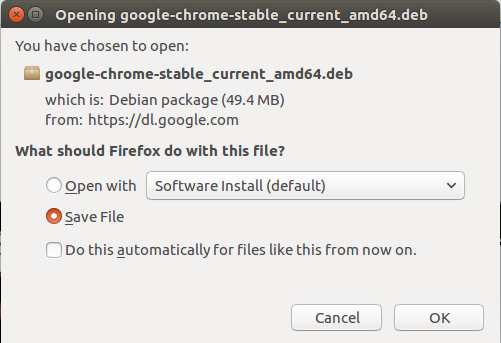 Opening google-chrome-stable_current_amd64.deb
You have chosen to open:
google-chrome-stable_current_amd64.deb
which is: Debian package (49.4 MB)
from: https://dl.google.com
What should Firefox do with this file?
Open with Software Install (default)
Save File
Do this automatically for files like this from now on.
Cancel OK